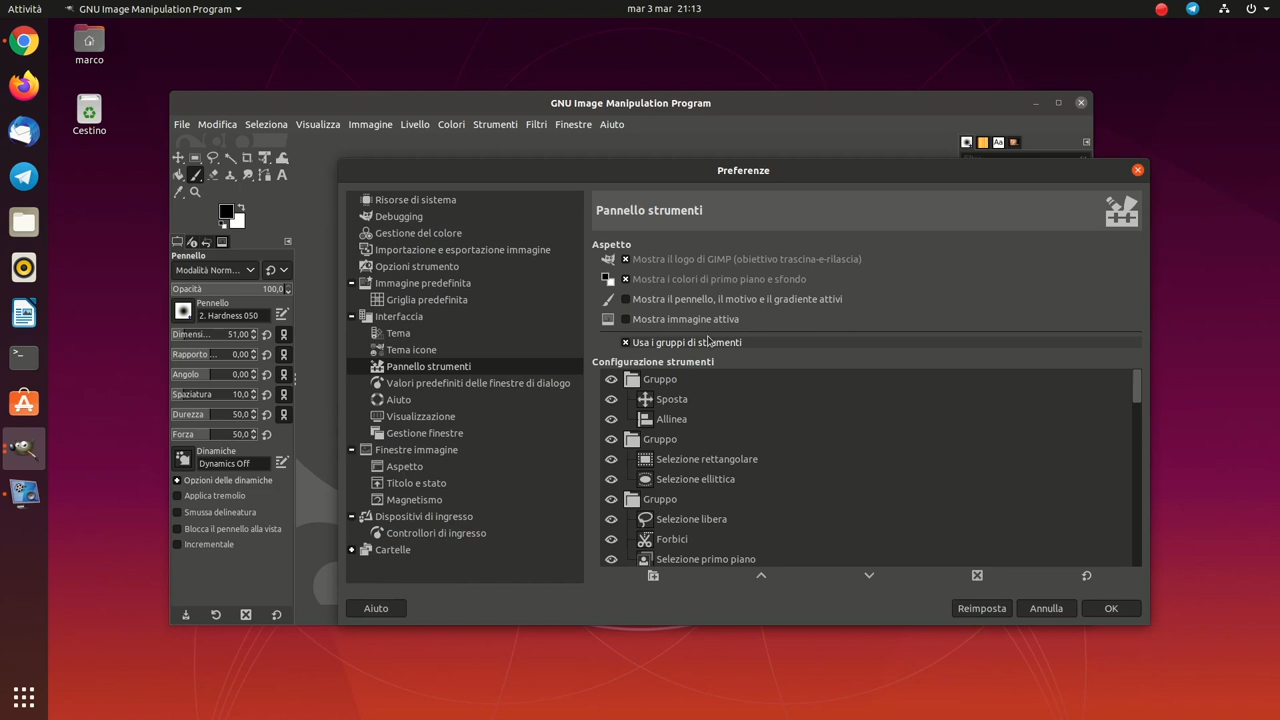 Attività
GNU Image Manipulation Program
mar 3 mar 21:13
marco
Cestino
GNU Image Manipulation Program
File Modifica Seleziona Visualizza Immagine Livello Colori Strumenti Filtri Finestre Aiuto
Preferenze
Pennello
Modalità Norm...
Opacità 100,0
Pennello
2. Hardness 050
Dimensi... 51,00
Rapporto ... 0,00
Angolo 0,00
Spaziatura 10,0
Durezza 50,0
Forza 50,0
Dinamiche
Dynamics Off
Opzioni delle dinamiche
Applica tremolio
Smussa delineatura
Blocca il pennello alla vista
Incrementale
Risorse di sistema
Debugging
Gestione del colore
Importazione e esportazione immagine
Opzioni strumento
Immagine predefinita
Griglia predefinita
Interfaccia
Tema
Tema icone
Pannello strumenti
Valori predefiniti delle finestre di dialogo
Aiuto
Visualizzazione
Gestione finestre
Finestre immagine
Aspetto
Titolo e stato
Magnetismo
Dispositivi di ingresso
Controllori di ingresso
Cartelle
Pannello strumenti
Aspetto
Mostra il logo di GIMP (obiettivo trascina-e-rilascia)
Mostra i colori di primo piano e sfondo
Mostra il pennello, il motivo e il gradiente attivi
Mostra immagine attiva
Usa i gruppi di strumenti
Configurazione strumenti
Gruppo
Sposta
Allinea
Gruppo
Selezione rettangolare
Selezione ellittica
Gruppo
Selezione libera
Forbici
Selezione primo piano
Aiuto
Reimposta
Annulla
OK